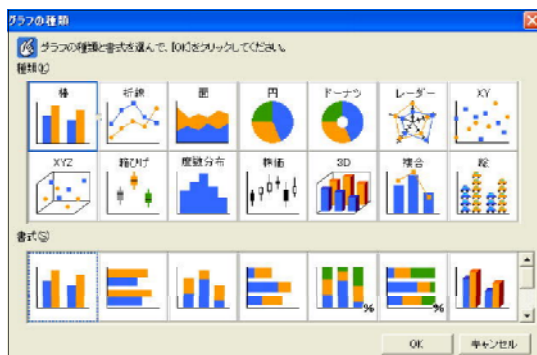 グラフの種類
グラフの種類と書式を選んで、[OK]をクリックしてください。
種類(K)
棒 折線 面 円 ドーナツ レーダー XY
XYZ 箱ひげ 度数分布 株価 3D 複合 絵
書式(S)
% %
OK キャンセル